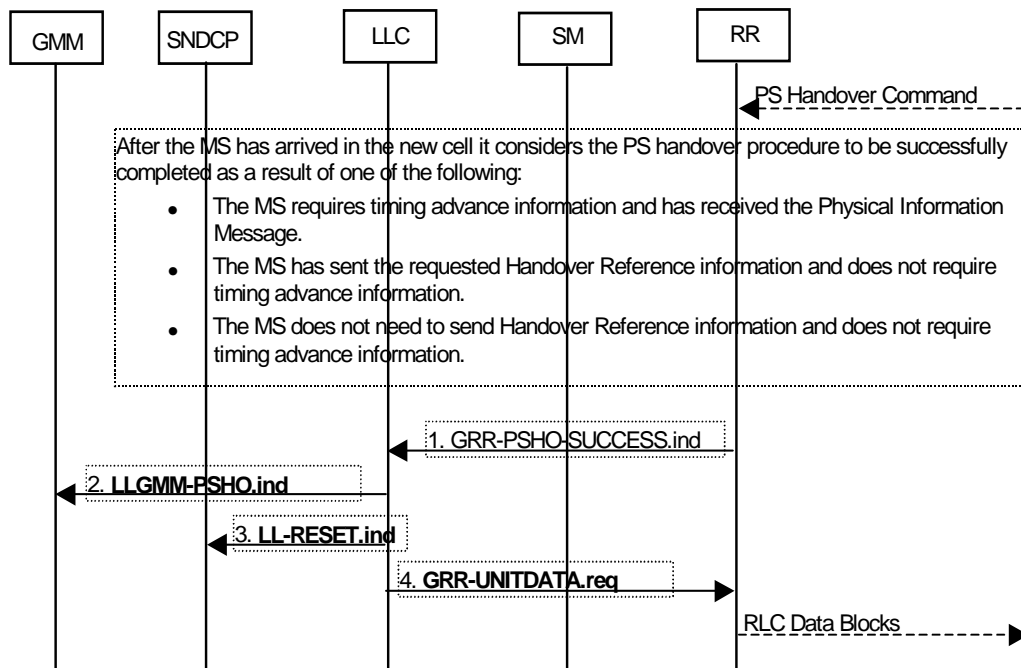 GMM
SNDCP
LLC
SM
RR
PS Handover Command
After the MS has arrived in the new cell it considers the PS handover procedure to be successfully
completed as a result of one of the following:
• The MS requires timing advance information and has received the Physical Information
Message.
• The MS has sent the requested Handover Reference information and does not require
timing advance information.
• The MS does not need to send Handover Reference information and does not require
timing advance information.
1. GRR-PSHO-SUCCESS.ind
2. LLGMM-PSHO.ind
3. LL-RESET.ind
4. GRR-UNITDATA.req
RLC Data Blocks